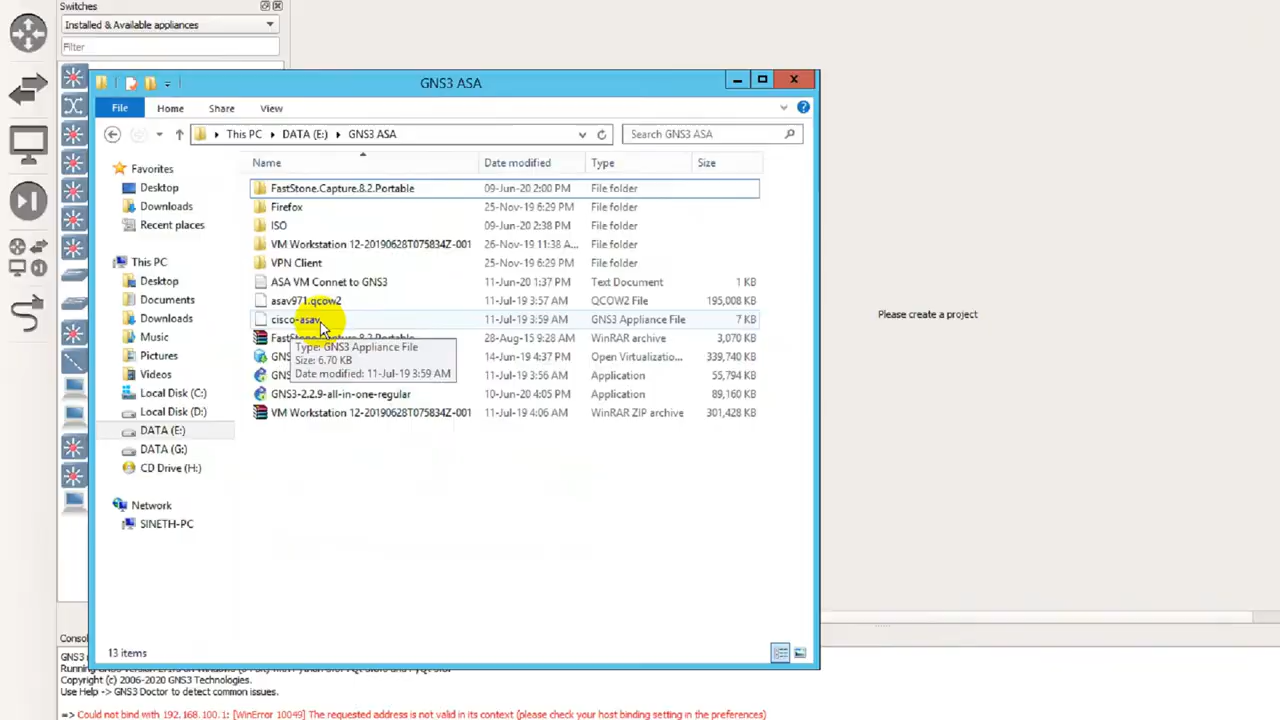 Switches
Installed & Available appliances
Filter
GNS3 ASA
File Home Share View
This PC DATA (E:) GNS3 ASA
Search GNS3 ASA
Name Date modified Type Size
Favorites
Desktop
Downloads
Recent places
This PC
Desktop
Documents
Downloads
Music
Pictures
Videos
Local Disk (C:)
Local Disk (D:)
DATA (E:)
DATA (G:)
CD Drive (H:)
Network
SINETH-PC
FastStone.Capture.8.2.Portable 09-Jun-20 2:00 PM File folder
Firefox 25-Nov-19 6:29 PM File folder
ISO 09-Jun-20 2:38 PM File folder
VM Workstation 12-20190628T075834Z-001 26-Nov-19 11:38 A... File folder
VPN Client 25-Nov-19 6:29 PM File folder
ASA VM Connect to GNS3 11-Jun-20 1:37 PM Text Document 1 KB
asav971.qcow2 11-Jul-19 3:57 AM QCOW2 File 195,008 KB
cisco-asav 11-Jul-19 3:59 AM GNS3 Appliance File 7 KB
FastStone.Capture.8.2.Portable 28-Aug-15 9:28 AM WinRAR archive 3,070 KB
GNS 14-Jun-20 4:37 PM Open Virtualizatio... 339,740 KB
GNS 11-Jul-19 3:56 AM Application 55,794 KB
GNS3-2.2.9-all-in-one-regular 10-Jun-20 4:05 PM Application 89,160 KB
VM Workstation 12-20190628T075834Z-001 11-Jul-19 4:06 AM WinRAR ZIP archive 301,428 KB
Type: GNS3 Appliance File
Size: 6.70 KB
Date modified: 11-Jul-19 3:59 AM
13 items
Please create a project
Conso
GNS3
Copyright (c) 2006-2020 GNS3 Technologies.
Use Help -> GNS3 Doctor to detect common issues.
=> Could not bind with 192.168.100.1: [WinError 10049] The requested address is not valid in its context (please check your host binding setting in the preferences)